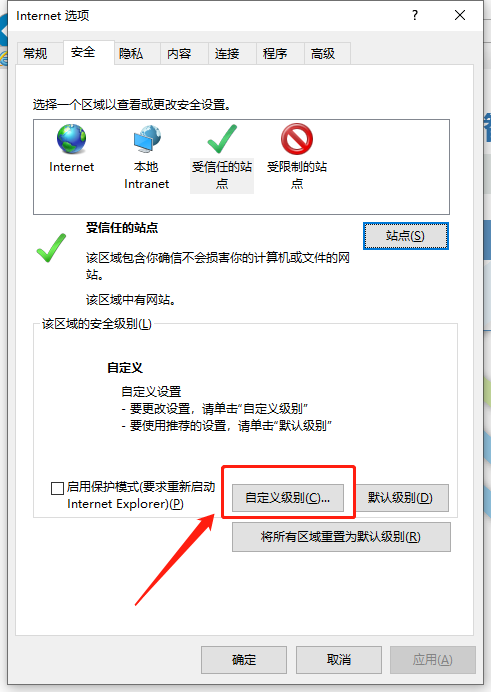 Internet 选项
?
常规
安全
隐私
内容
连接
程序
高级
选择一个区域以查看或更改安全设置。
Internet
本地
Intranet
受信任的站
点
受限制的站
点
受信任的站点
站点(S)
该区域包含你确信不会损害你的计算机或文件的网
站。
该区域中有网站。
该区域的安全级别(L)
自定义
自定义设置
- 要更改设置，请单击“自定义级别”
- 要使用推荐的设置，请单击“默认级别”
启用保护模式(要求重新启动
Internet Explorer)(P)
自定义级别(C)...
默认级别(D)
将所有区域重置为默认级别(R)
确定
取消
应用(A)